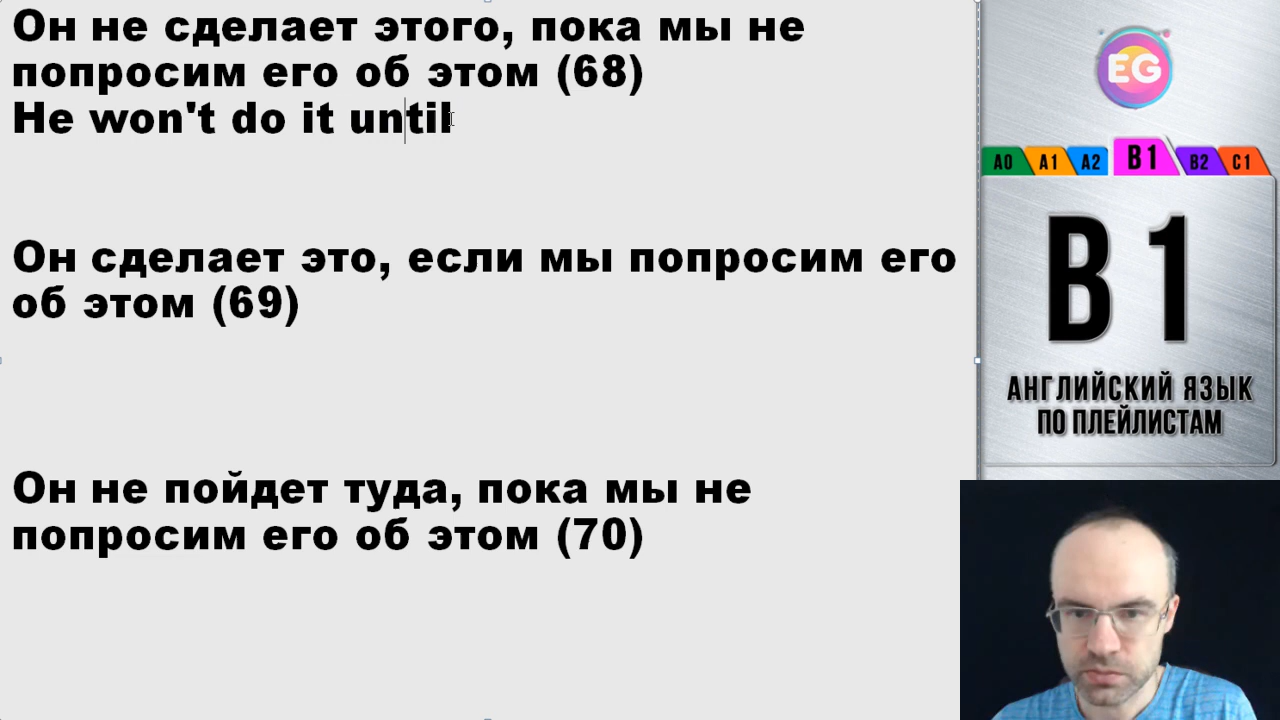 Он не сделает этого, пока мы не
попросим его об этом (68)
He won't do it until
Он сделает это, если мы попросим его
об этом (69)
Он не пойдет туда, пока мы не
попросим его об этом (70)
EG
A0 A1 A2 B1 B2 C1
B1
АНГЛИЙСКИЙ ЯЗЫК
ПО ПЛЕЙЛИСТАМ